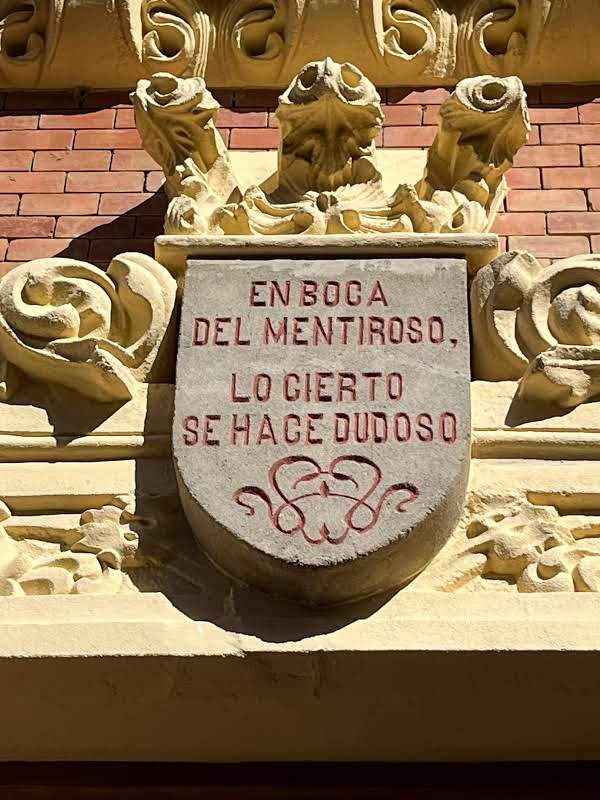 EN BOCA
DEL MENTIROSO,
LO CIERTO
SE HACE DUDOSO